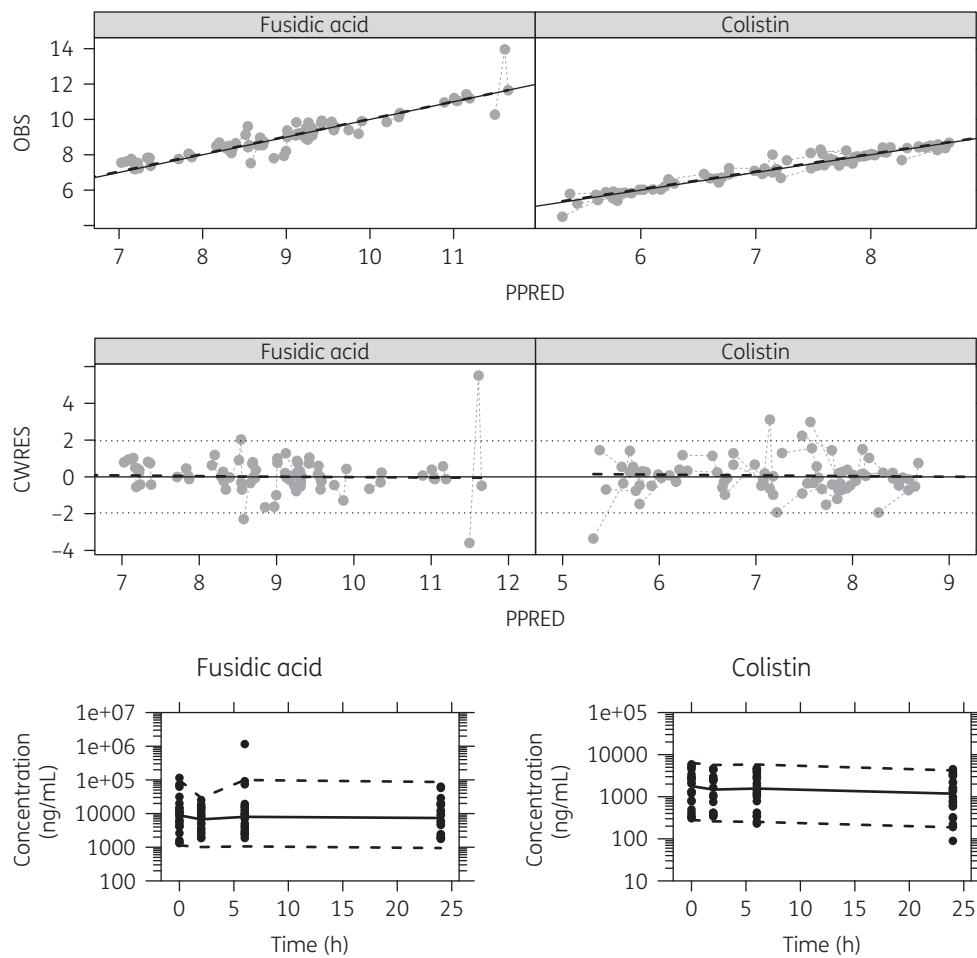 Fusidic acid Colistin
14
12
10
8
6
OBS
7 8 9 10 11 6 7 8
PPRED
Fusidic acid Colistin
4
2
0
−2
−4
CWRES
7 8 9 10 11 12 5 6 7 8 9
PPRED
Fusidic acid Colistin
1e+07
1e+06
1e+05
10000
1000
100
Concentration
(ng/mL)
0 5 10 15 20 25
Time (h)
1e+05
10000
1000
100
10
Concentration
(ng/mL)
0 5 10 15 20 25
Time (h)